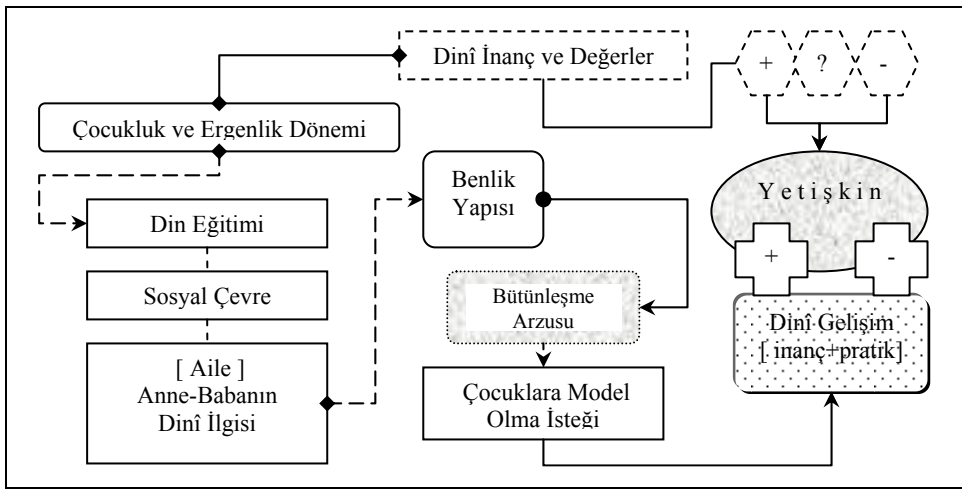 Dinî İnanç ve Değerler
+ ? -
Çocukluk ve Ergenlik Dönemi
Benlik
Yapısı
Yetişkin
Din Eğitimi
+ -
Sosyal Çevre
Bütünleşme
Arzusu
Dinî Gelişim
[ inanç+pratik]
[ Aile ]
Anne-Babanın
Dinî İlgisi
Çocuklara Model
Olma İsteği